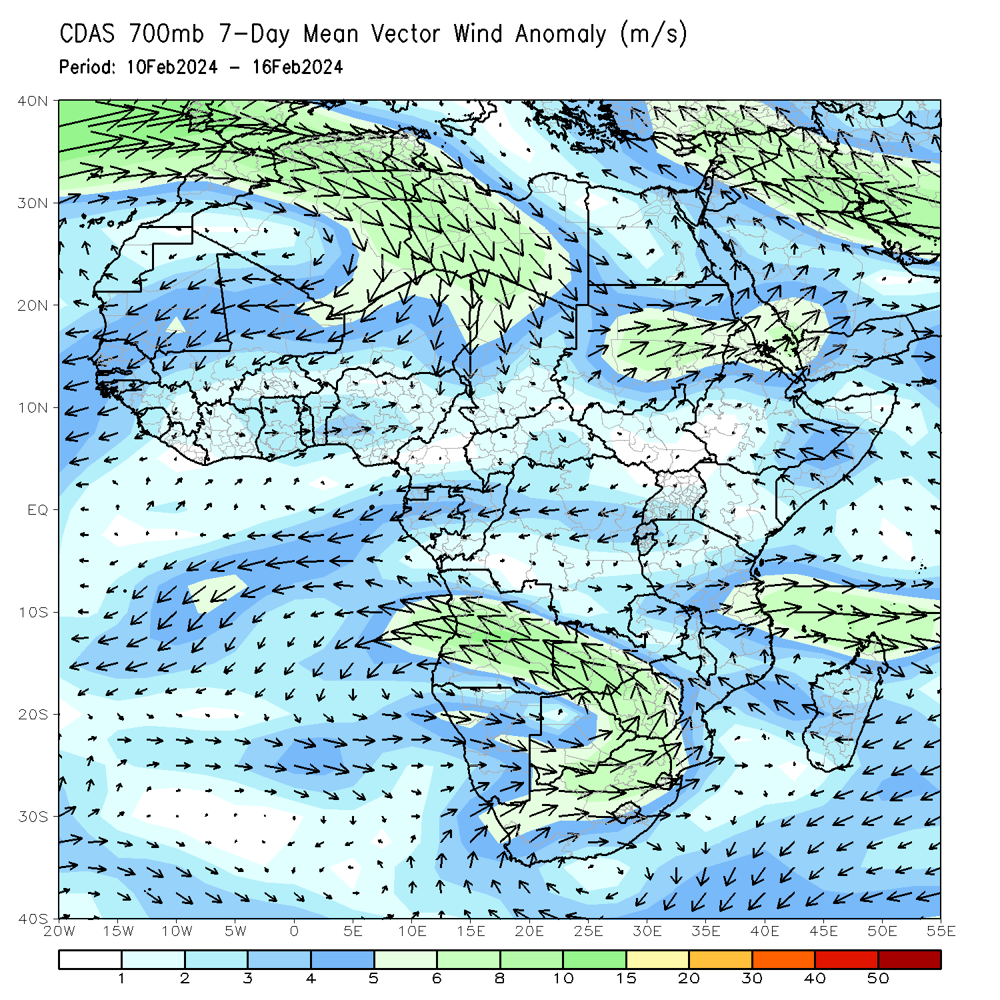 CDAS 700mb 7-Day Mean Vector Wind Anomaly (m/s)
Period: 10Feb2024 - 16Feb2024
40N
30N
20N
10N
EQ
10S
20S
30S
40S
20W 15W 10W 5W 0 5E 10E 15E 20E 25E 30E 35E 40E 45E 50E 55E
1 2 3 4 5 6 8 10 15 20 30 40 50